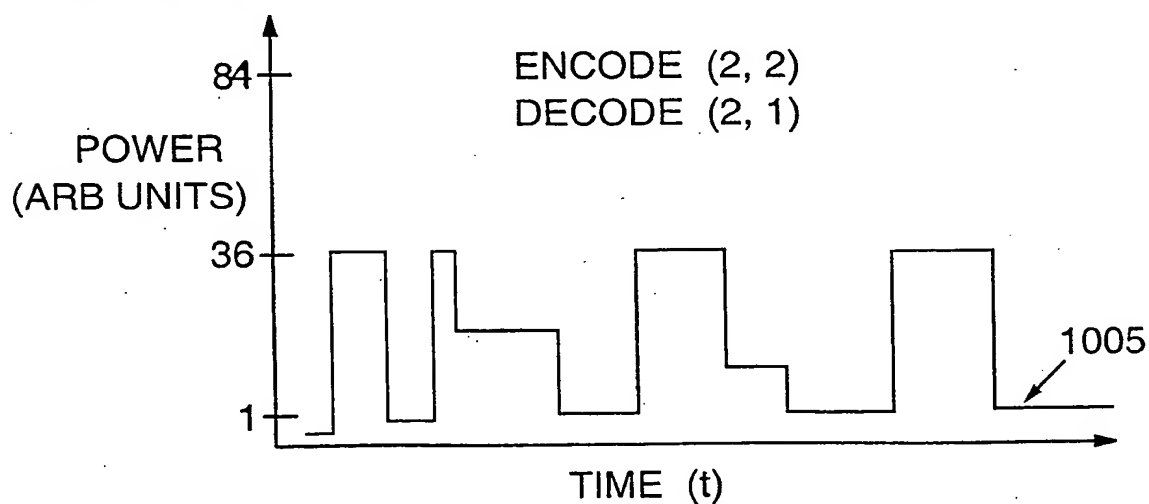 84
ENCODE (2, 2)
DECODE (2, 1)
POWER
(ARB UNITS)
36
1005
1
TIME (t)